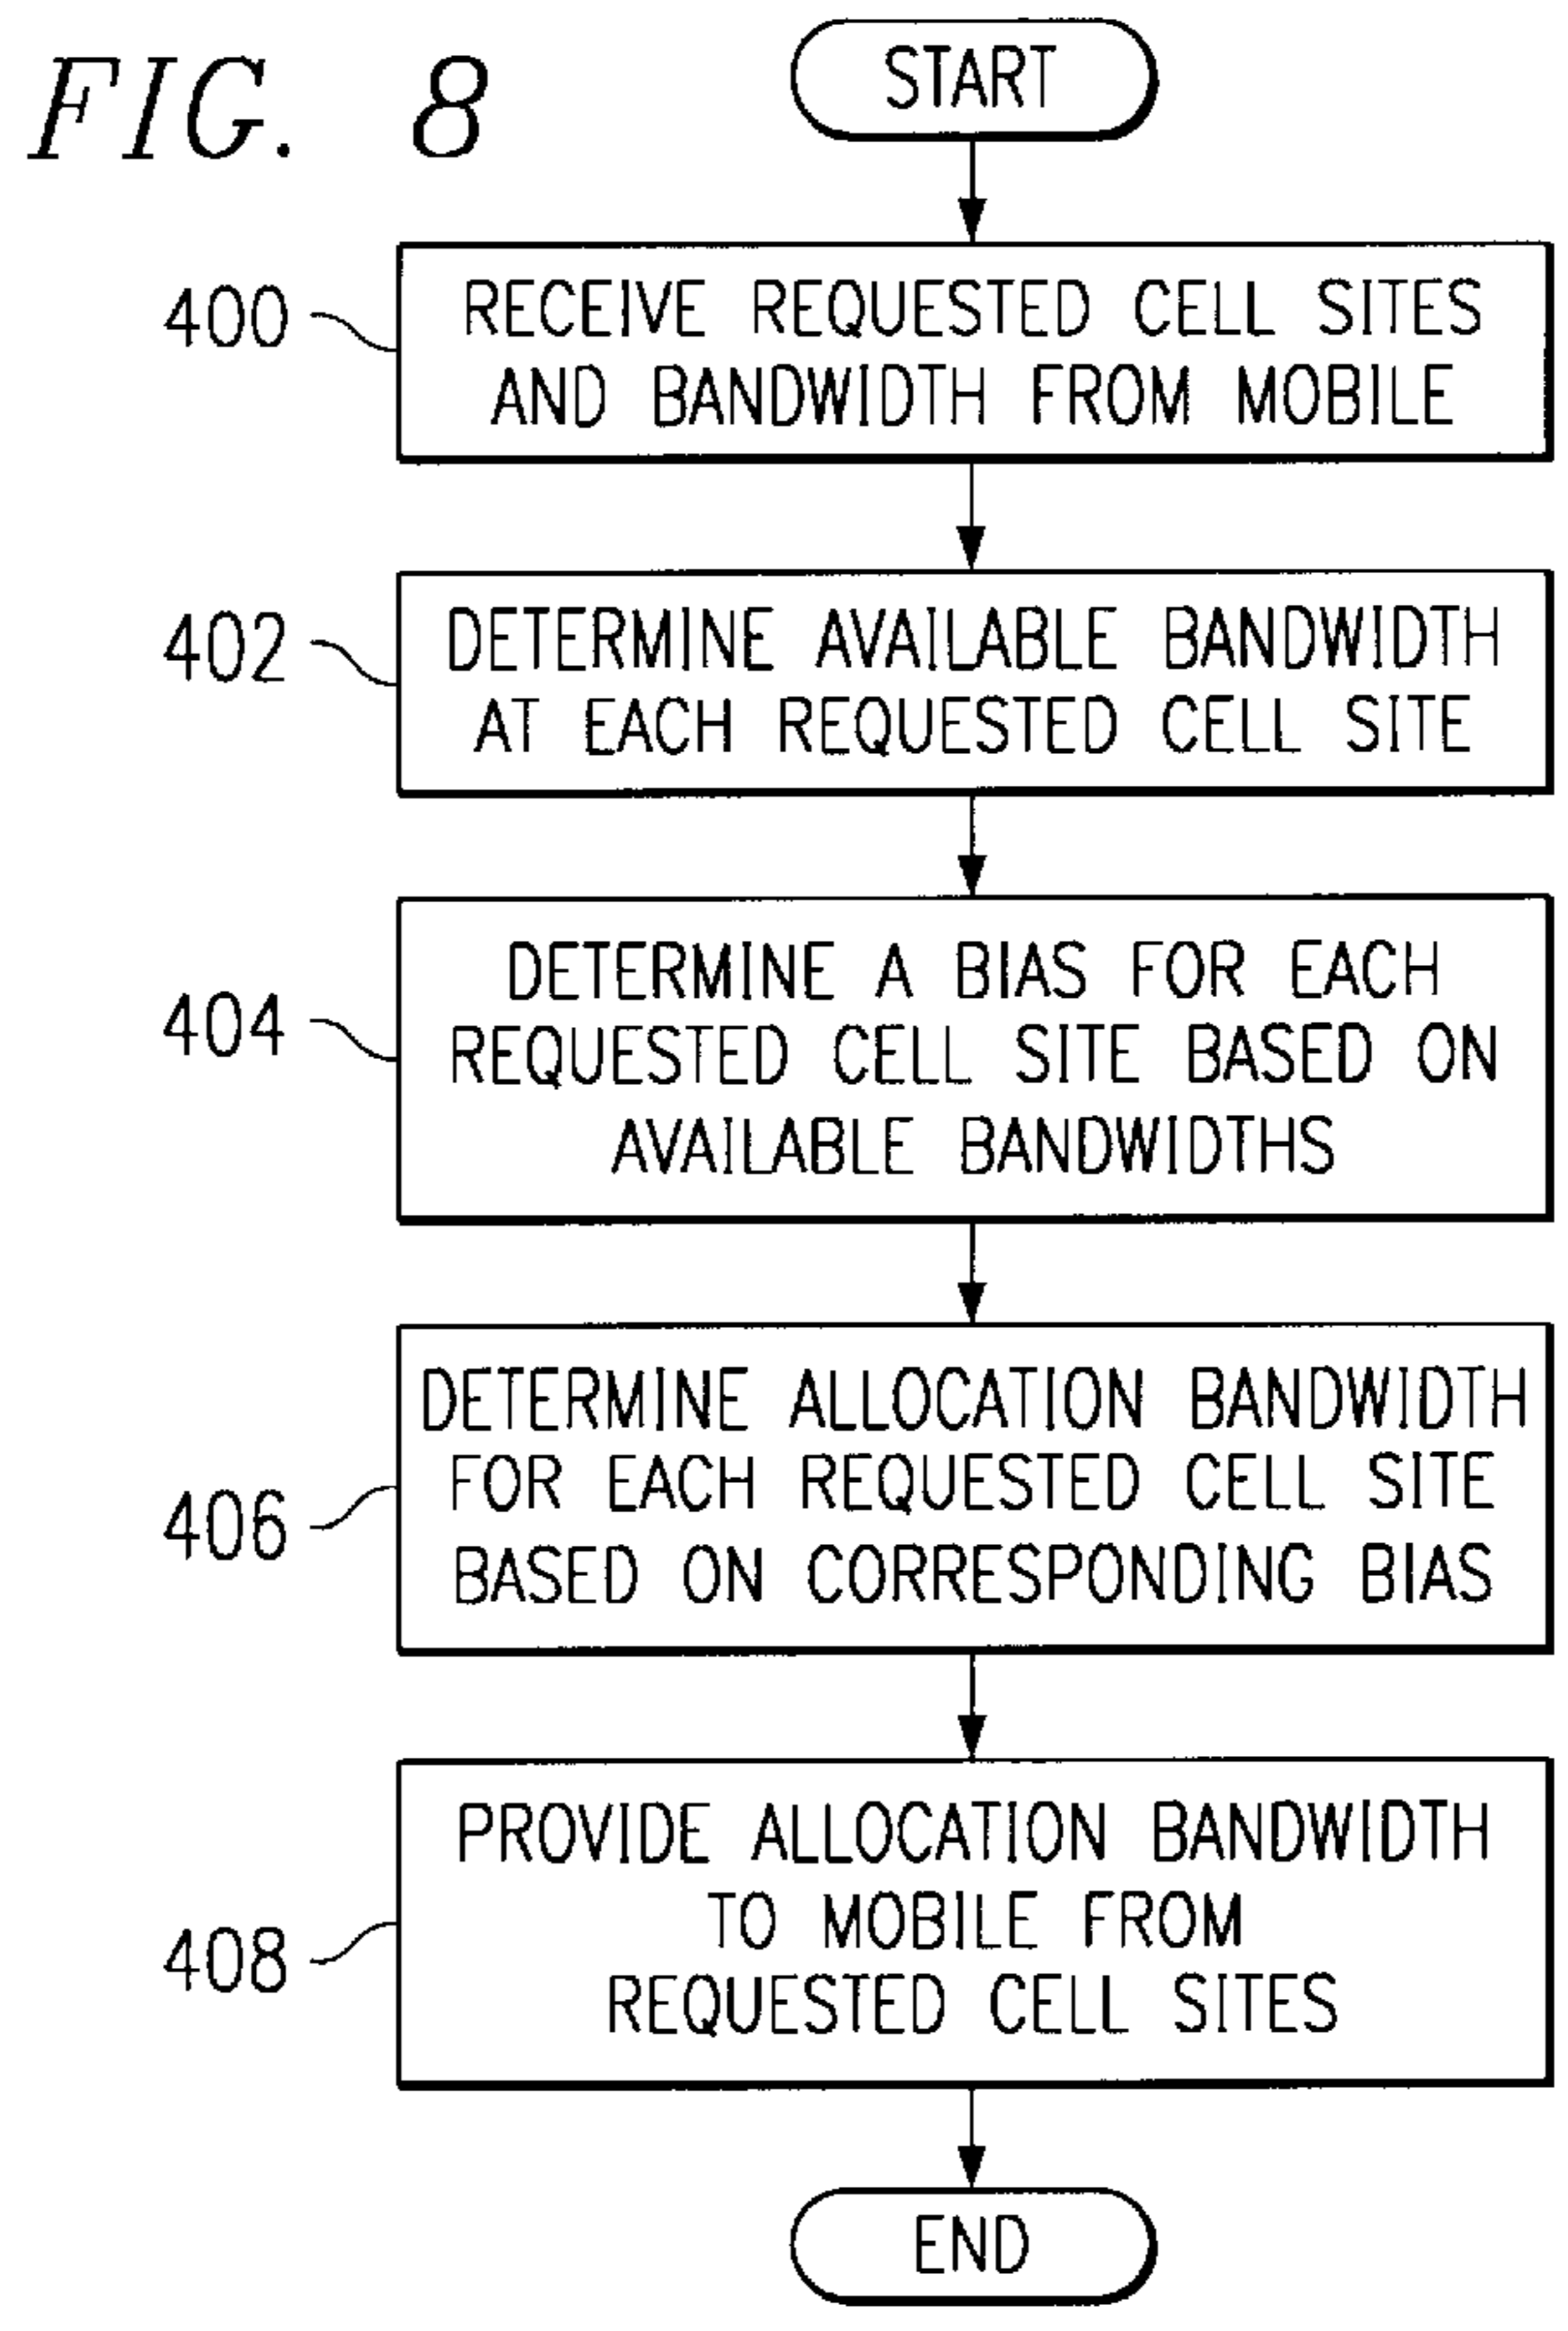 FIG. 8
START
400
RECEIVE REQUESTED CELL SITES
AND BANDWIDTH FROM MOBILE
402
DETERMINE AVAILABLE BANDWIDTH
AT EACH REQUESTED CELL SITE
404
DETERMINE A BIAS FOR EACH
REQUESTED CELL SITE BASED ON
AVAILABLE BANDWIDTHS
406
DETERMINE ALLOCATION BANDWIDTH
FOR EACH REQUESTED CELL SITE
BASED ON CORRESPONDING BIAS
408
PROVIDE ALLOCATION BANDWIDTH
TO MOBILE FROM
REQUESTED CELL SITES
END